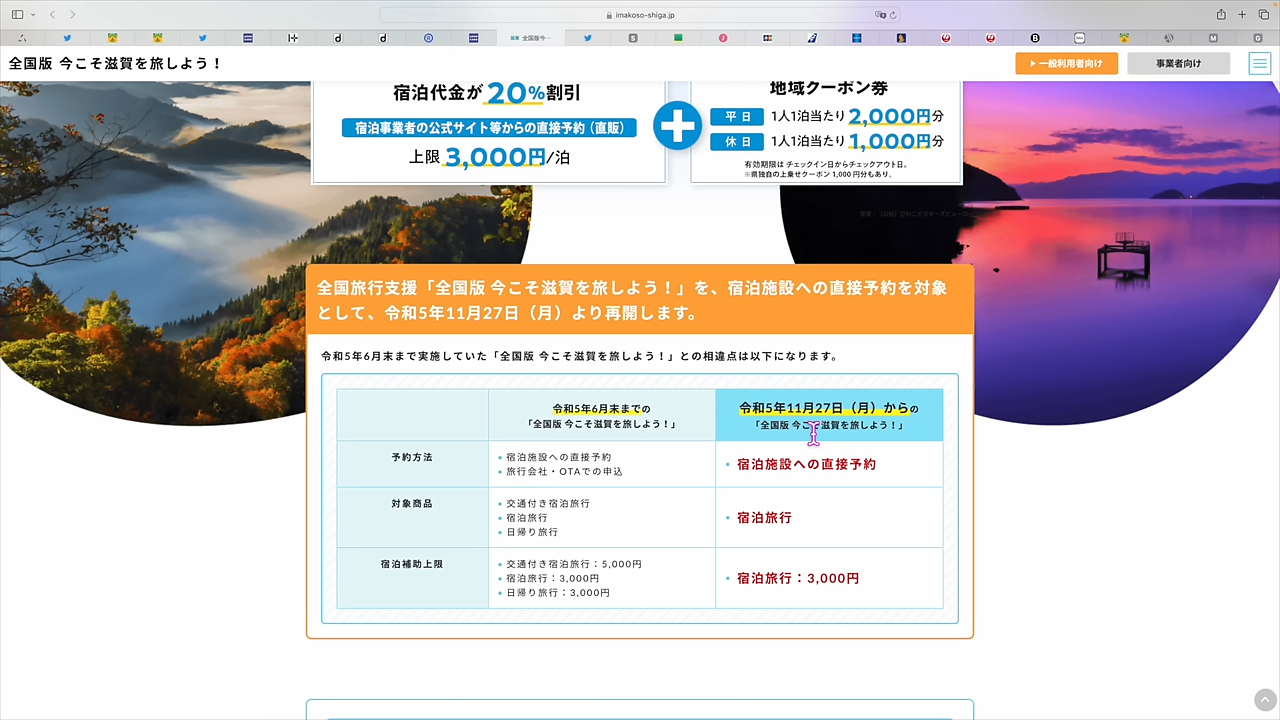 imakoso-shiga.jp
全国版今…
全国版 今こそ滋賀を旅しよう！
一般利用者向け
事業者向け
宿泊代金が20%割引
宿泊事業者の公式サイト等からの直接予約（直販）
上限3,000円/泊
地域クーポン券
平日 1人1泊当たり2,000円分
休日 1人1泊当たり1,000円分
有効期限は チェックイン日からチェックアウト日。
※県独自の上乗せクーポン 1,000 円分もあり。
全国旅行支援「全国版 今こそ滋賀を旅しよう！」を、宿泊施設への直接予約を対象
として、令和5年11月27日（月）より再開します。
令和5年6月末まで実施していた「全国版 今こそ滋賀を旅しよう！」との相違点は以下になります。
令和5年6月末までの
「全国版 今こそ滋賀を旅しよう！」
令和5年11月27日（月）からの
「全国版 今こそ滋賀を旅しよう！」
予約方法
・宿泊施設への直接予約
・旅行会社・OTAでの申込
・宿泊施設への直接予約
対象商品
・交通付き宿泊旅行
・宿泊旅行
・日帰り旅行
・宿泊旅行
宿泊補助上限
・交通付き宿泊旅行：5,000円
・宿泊旅行：3,000円
・日帰り旅行：3,000円
・宿泊旅行：3,000円